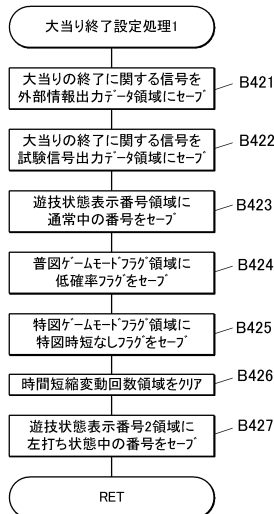 大当り終了設定処理1
大当りの終了に関する信号を
外部情報出力データ領域にセーブ
B421
大当りの終了に関する信号を
試験信号出力データ領域にセーブ
B422
遊技状態表示番号領域に
通常中の番号をセーブ
B423
普図ゲームモードフラグ領域に
低確率フラグをセーブ
B424
特図ゲームモードフラグ領域に
特図時短なしフラグをセーブ
B425
時間短縮変動回数領域をクリア
B426
遊技状態表示番号2領域に
左打ち状態中の番号をセーブ
B427
RET